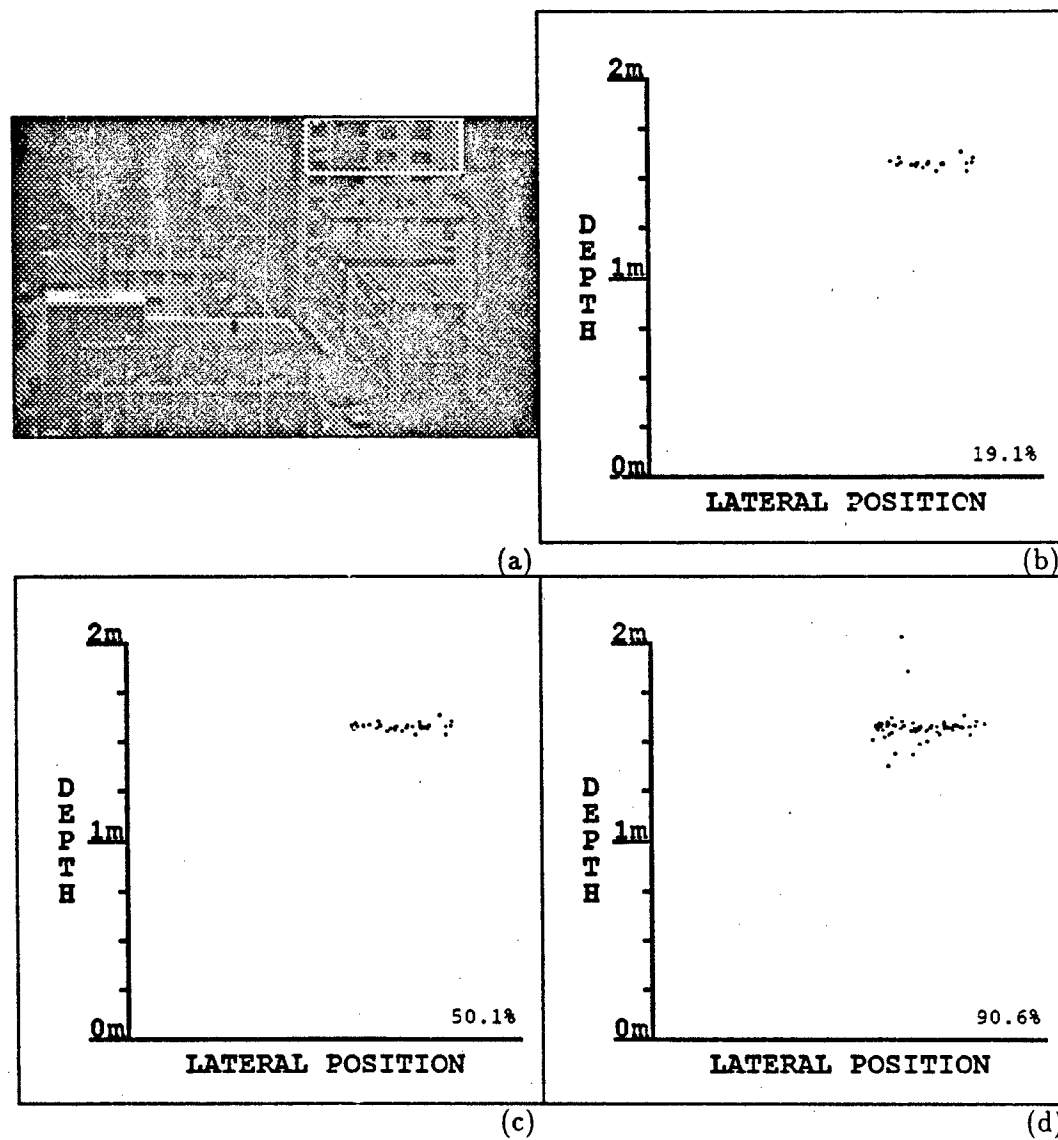 2m
DEPTH
1m
0m
19.1%
LATERAL POSITION
(a)
(b)
2m
DEPTH
1m
0m
50.1%
LATERAL POSITION
(c)
2m
DEPTH
1m
0m
90.6%
LATERAL POSITION
(d)